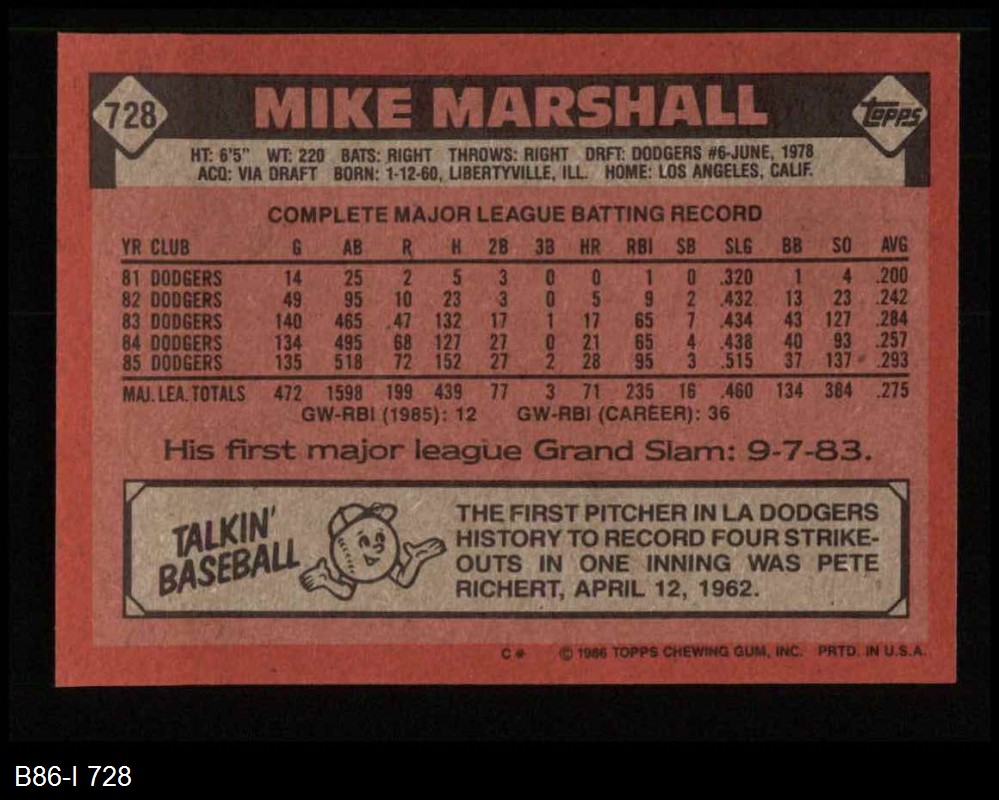 728
MIKE MARSHALL
Topps
HT: 6'5" WT: 220 BATS: RIGHT THROWS: RIGHT DRFT: DODGERS #6-JUNE, 1978
ACQ: VIA DRAFT BORN: 1-12-60, LIBERTYVILLE, ILL. HOME: LOS ANGELES, CALIF.
COMPLETE MAJOR LEAGUE BATTING RECORD
YR CLUB G AB R H 2B 3B HR RBI SB SLG BB SO AVG
81 DODGERS 14 25 2 5 3 0 0 1 0 .320 1 4 .200
82 DODGERS 49 95 10 23 3 0 5 9 2 .432 13 23 .242
83 DODGERS 140 465 47 132 17 1 17 65 7 .434 43 127 .284
84 DODGERS 134 495 68 127 27 0 21 65 4 .438 40 93 .257
85 DODGERS 135 518 72 152 27 2 28 95 3 .515 37 137 .293
MAJ. LEA. TOTALS 472 1598 199 439 77 3 71 235 16 .460 134 384 .275
GW-RBI (1985): 12 GW-RBI (CAREER): 36
His first major league Grand Slam: 9-7-83.
TALKIN'
BASEBALL
THE FIRST PITCHER IN LA DODGERS
HISTORY TO RECORD FOUR STRIKE-
OUTS IN ONE INNING WAS PETE
RICHERT, APRIL 12, 1962.
C* © 1986 TOPPS CHEWING GUM, INC. PRTD. IN U.S.A.
B86-I 728